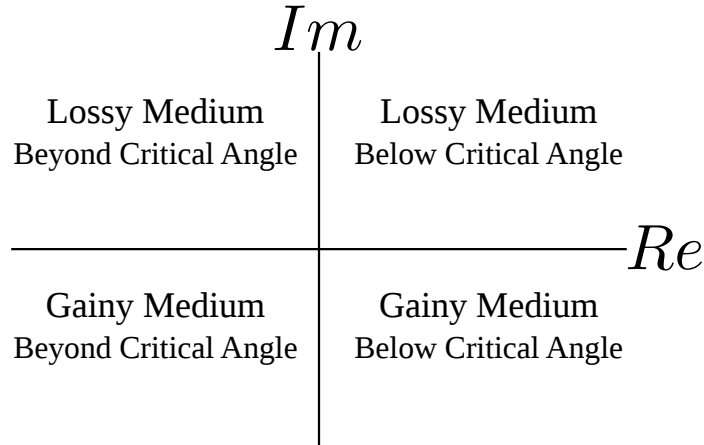 Im
Lossy Medium
Beyond Critical Angle
Lossy Medium
Below Critical Angle
Re
Gainy Medium
Beyond Critical Angle
Gainy Medium
Below Critical Angle